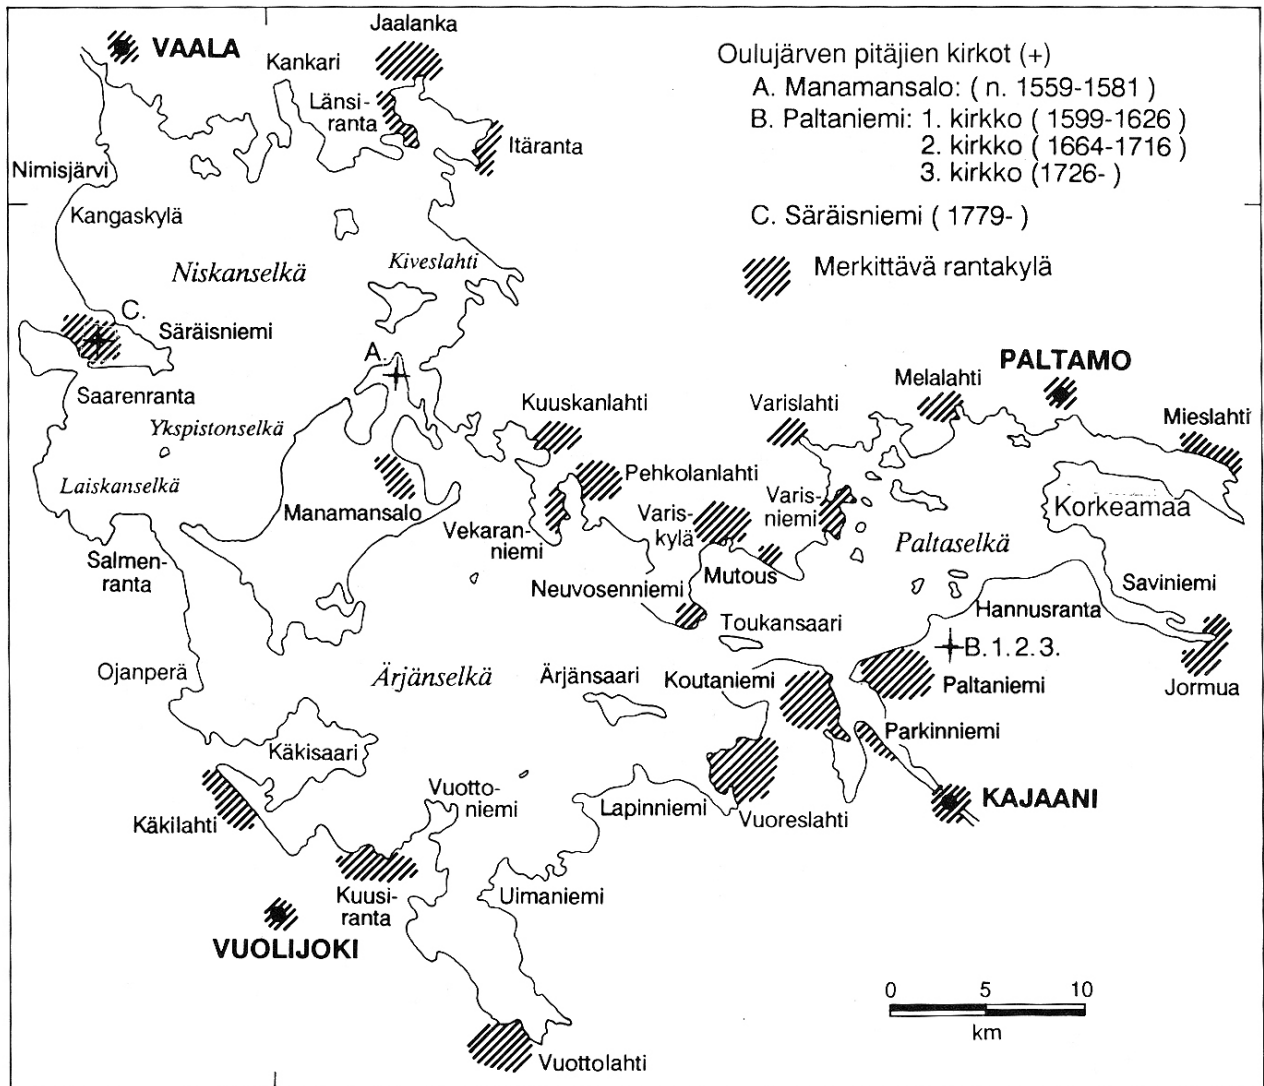 Jaalanka
VAALA
Kankari
Länsi-
ranta
Itäranta
Nimisjärvi
Kangaskylä
Oulujärven pitäjien kirkot (+)
A. Manamansalo: ( n. 1559-1581 )
B. Paltaniemi: 1. kirkko ( 1599-1626 )
2. kirkko ( 1664-1716 )
3. kirkko (1726- )
C. Säräisniemi ( 1779- )
Merkittävä rantakylä
Niskanselkä
Kiveslahti
C.
Säräisniemi
A.
Saarenranta
Ykspistonselkä
Laiskanselkä
Manamansalo
Salmen-
ranta
Kuuskanlahti
Pehkolanlahti
Vekaran-
niemi
Varis-
kylä
Varislahti
Varis-
niemi
Melalahti
PALTAMO
Mieslahti
Korkeamaa
Paltaselkä
Mutous
Neuvosenniemi
Toukansaari
Saviniemi
Hannusranta
B. 1. 2. 3.
Paltaniemi
Jormua
Ojanperä
Ärjänselkä
Ärjänsaari
Koutaniemi
Parkinniemi
KAJAANI
Käkisaari
Käkilahti
Vuotto-
niemi
Lapinniemi
Vuoreslahti
Kuusi-
ranta
Uimaniemi
VUOLIJOKI
Vuottolahti
0 5 10
km